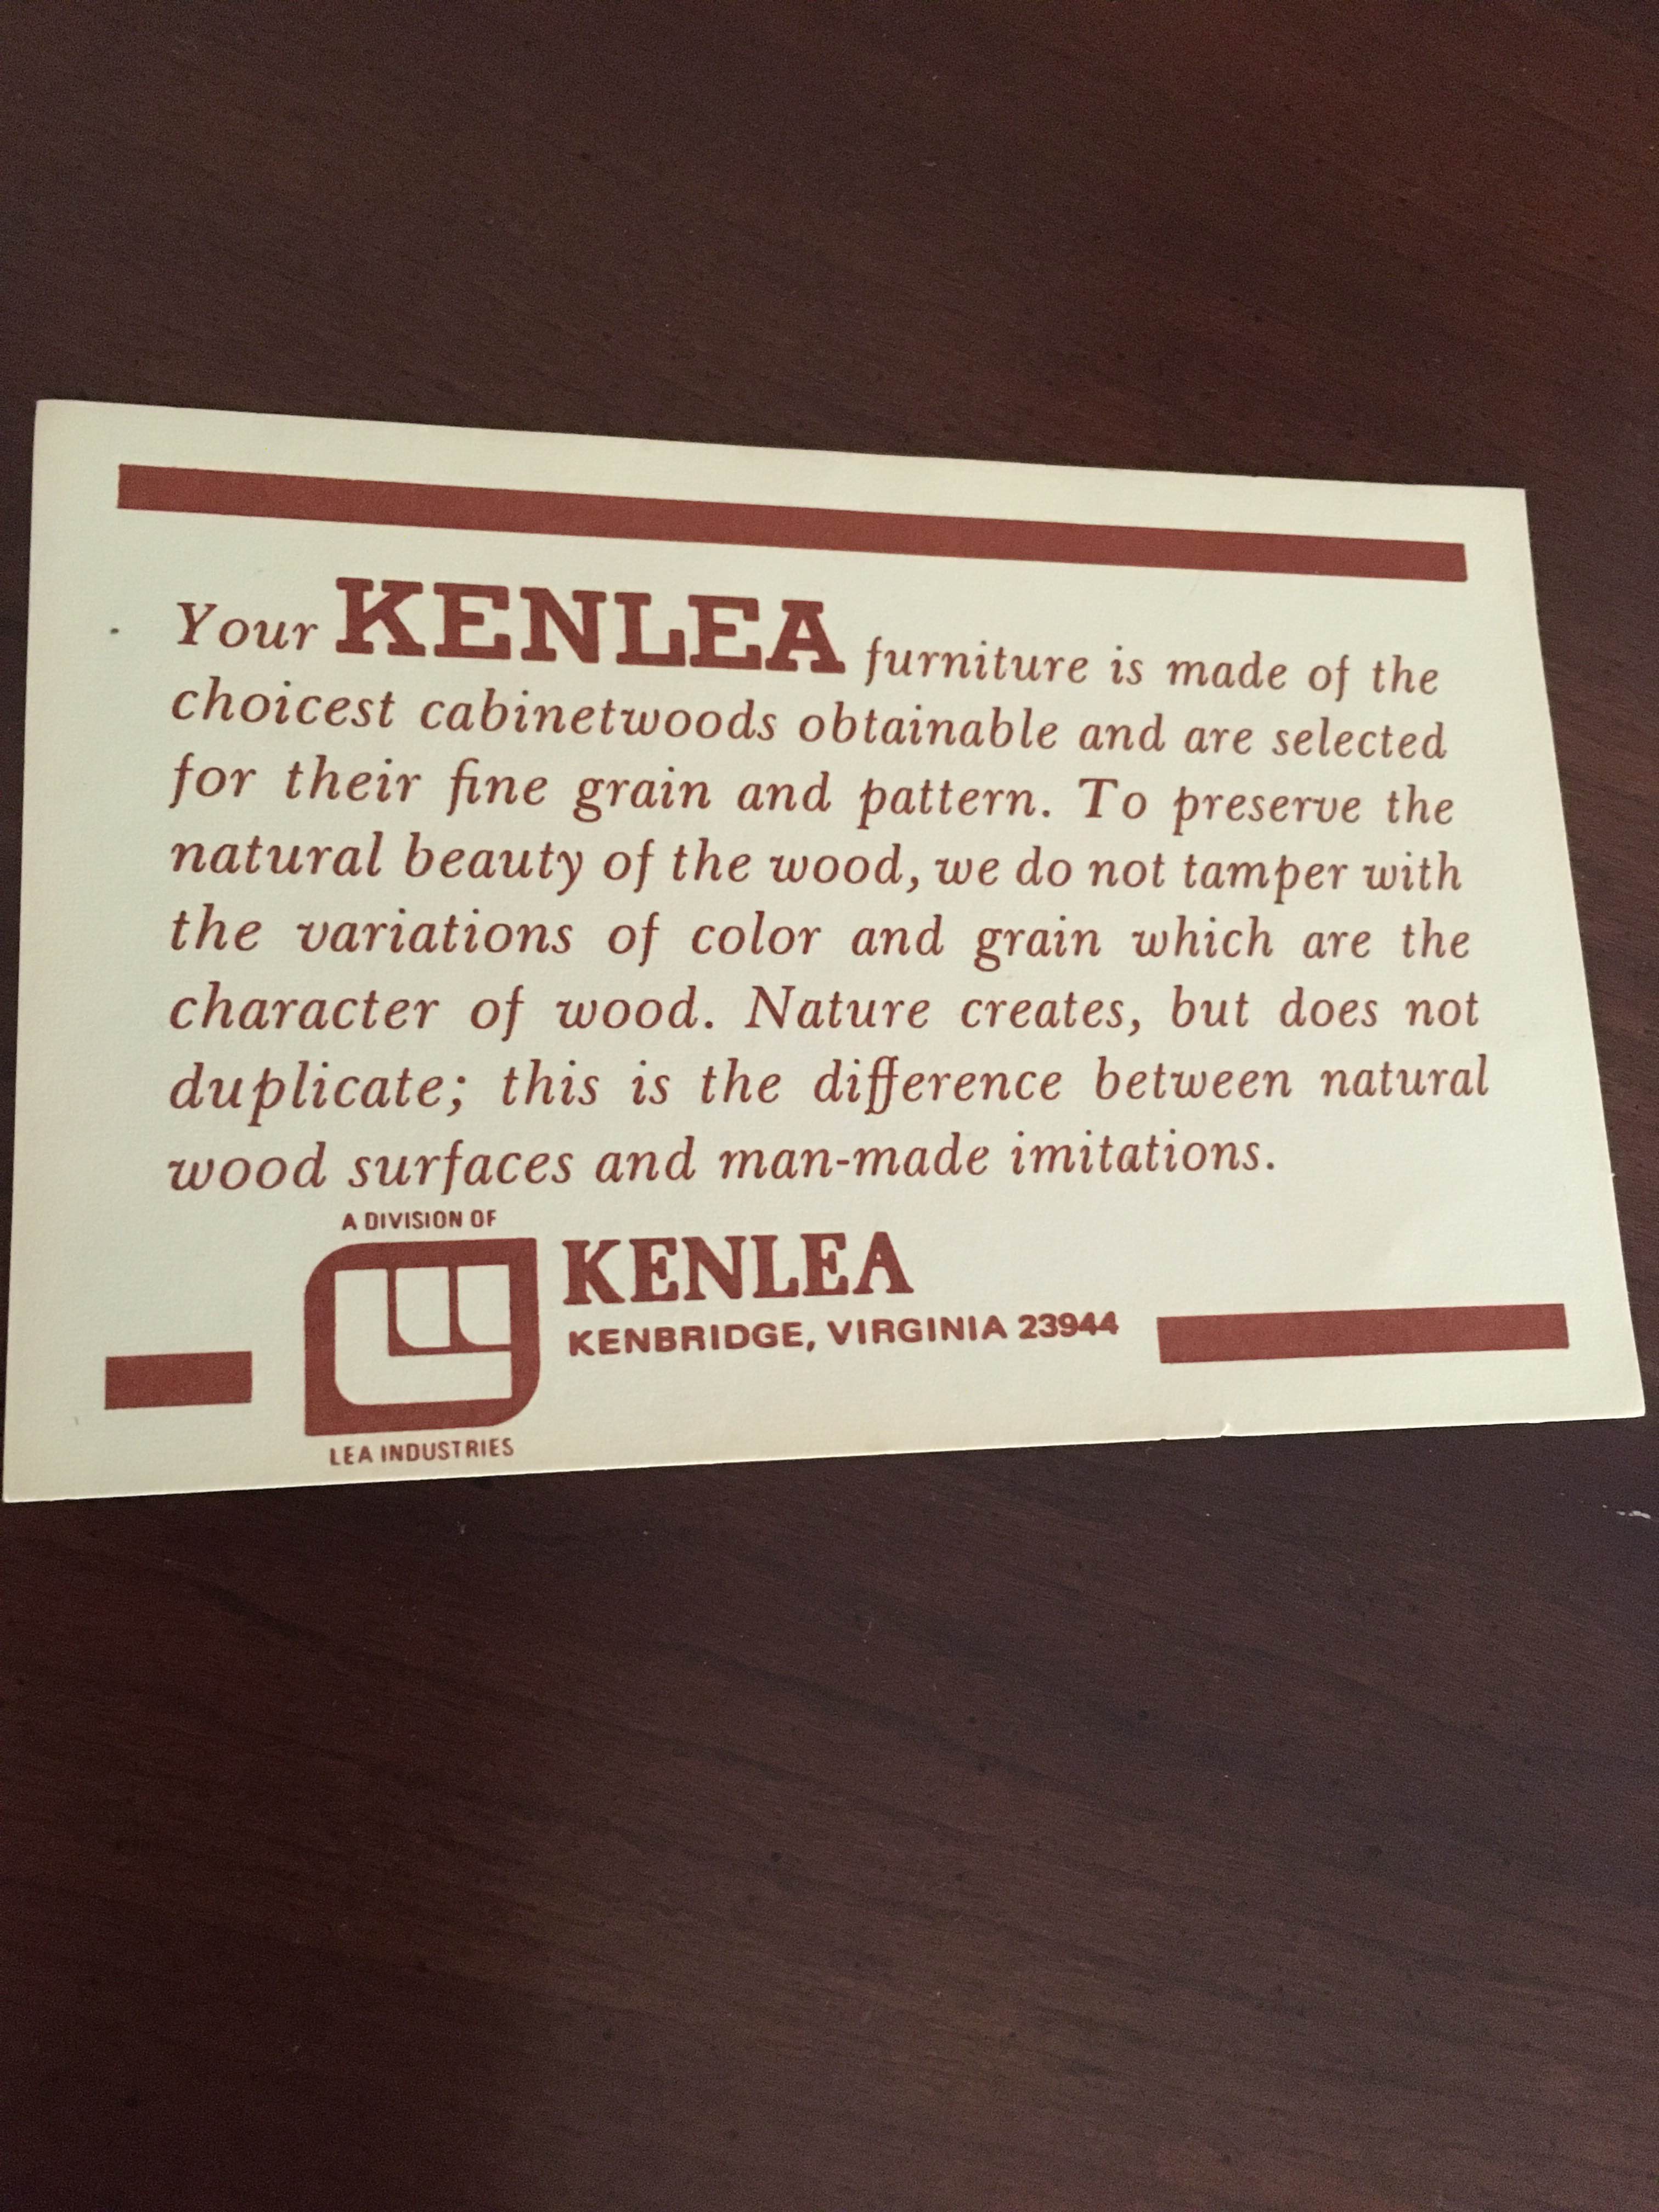 Your KENLEA furniture is made of the
choicest cabinetwoods obtainable and are selected
for their fine grain and pattern. To preserve the
natural beauty of the wood, we do not tamper with
the variations of color and grain which are the
character of wood. Nature creates, but does not
duplicate; this is the difference between natural
wood surfaces and man-made imitations.
A DIVISION OF
KENLEA
KENBRIDGE, VIRGINIA 23944
LEA INDUSTRIES